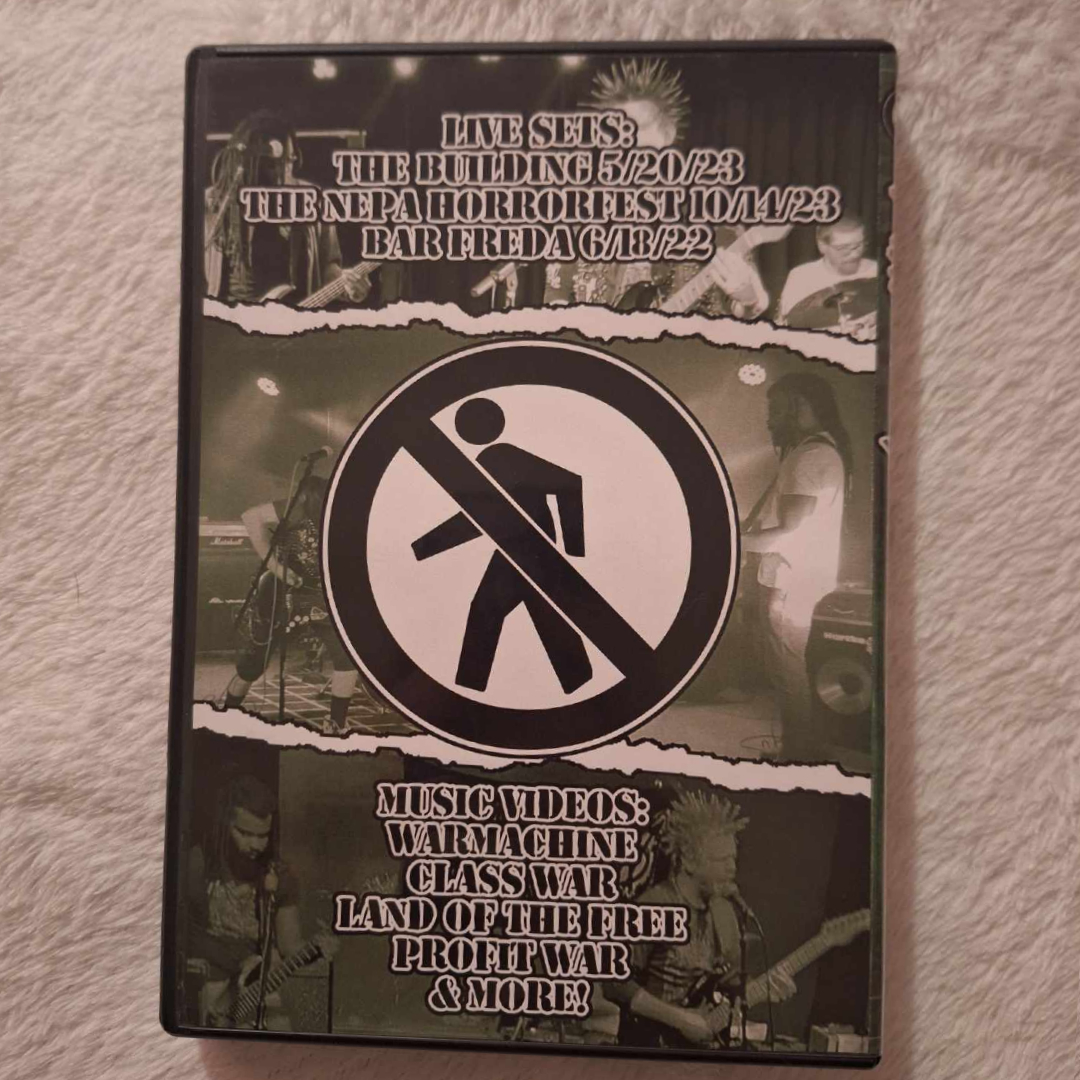 LIVE SETS:
THE BUILDING 5/20/23
THE NEPA HORRORFEST 10/14/23
BAR FREDA 6/18/22
Marshall
MUSIC VIDEOS:
WARMACHINE
CLASS WAR
LAND OF THE FREE
PROFIT WAR
& MORE!